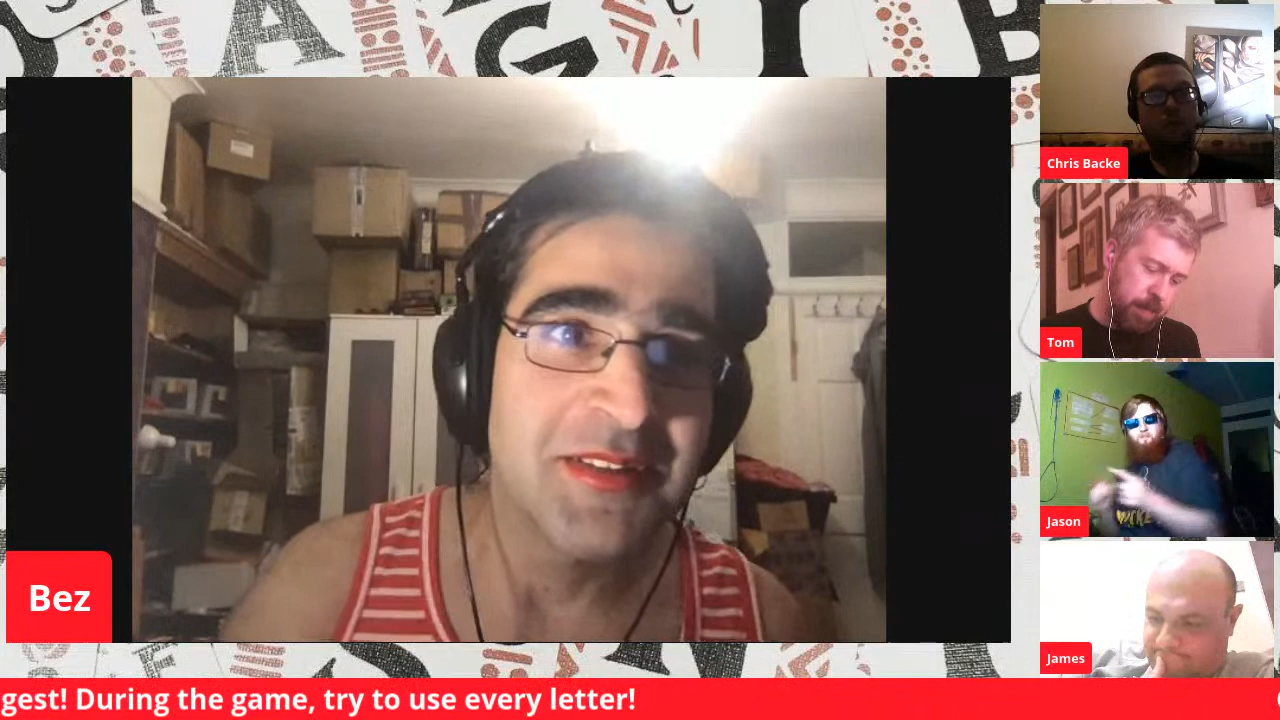 Chris Backe
Tom
Jason
James
Bez
gest! During the game, try to use every letter!